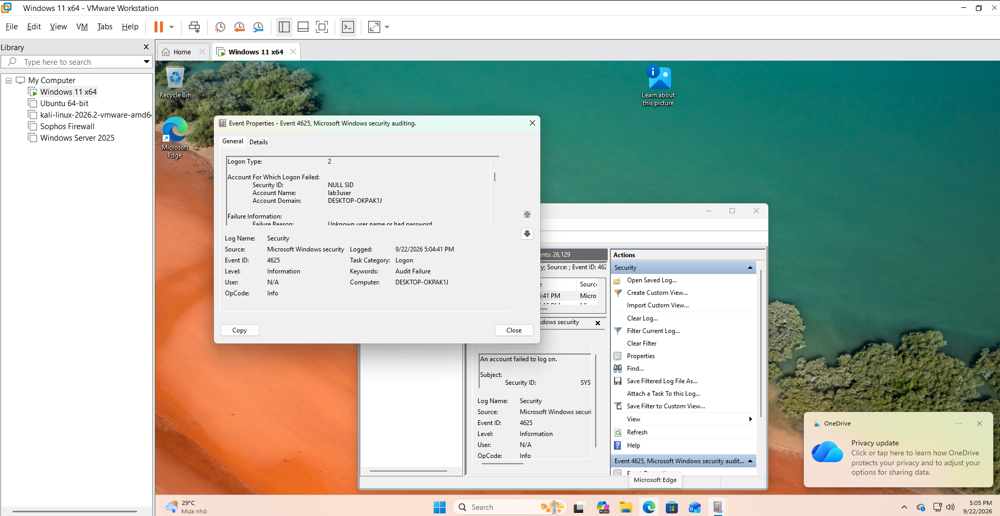 Windows 11 x64 - VMware Workstation
File Edit View VM Tabs Help
Library
Type here to search
My Computer
Windows 11 x64
Ubuntu 64-bit
kali-linux-2026.2-vmware-amd64
Sophos Firewall
Windows Server 2025
Home
Windows 11 x64
Recycle Bin
Microsoft
Edge
Learn about
this picture
Event Properties - Event 4625, Microsoft Windows security auditing.
General Details
Logon Type: 2
Account For Which Logon Failed:
Security ID: NULL SID
Account Name: lab3user
Account Domain: DESKTOP-OKPAK1J
Failure Information:
Failure Reason: Unknown user name or bad password
Log Name: Security
Source: Microsoft Windows security Logged: 9/22/2026 5:04:41 PM
Event ID: 4625 Task Category: Logon
Level: Information Keywords: Audit Failure
User: N/A Computer: DESKTOP-OKPAK1J
OpCode: Info
Copy Close
ents: 26,129
y; Source: ; Event ID: 462
e Sourc
:41 PM Micro
dows security
An account failed to log on.
Subject:
Security ID: SYS
Log Name: Security
Source: Microsoft Windows securi
Event ID: 4625
Level: Information
User: N/A
OpCode: Info
Actions
Security
Open Saved Log...
Create Custom View...
Import Custom View...
Clear Log...
Filter Current Log...
Clear Filter
Properties
Find...
Save Filtered Log File As...
Attach a Task To this Log...
Save Filter to Custom View...
View
Refresh
Help
Event 4625, Microsoft Windows security audit...
Microsoft Edge
OneDrive
Privacy update
Click or tap here to learn how OneDrive
protects your privacy and to adjust your
options for sharing data.
29°C
Mưa nhỏ
Search
M365
5:05 PM
9/22/2026